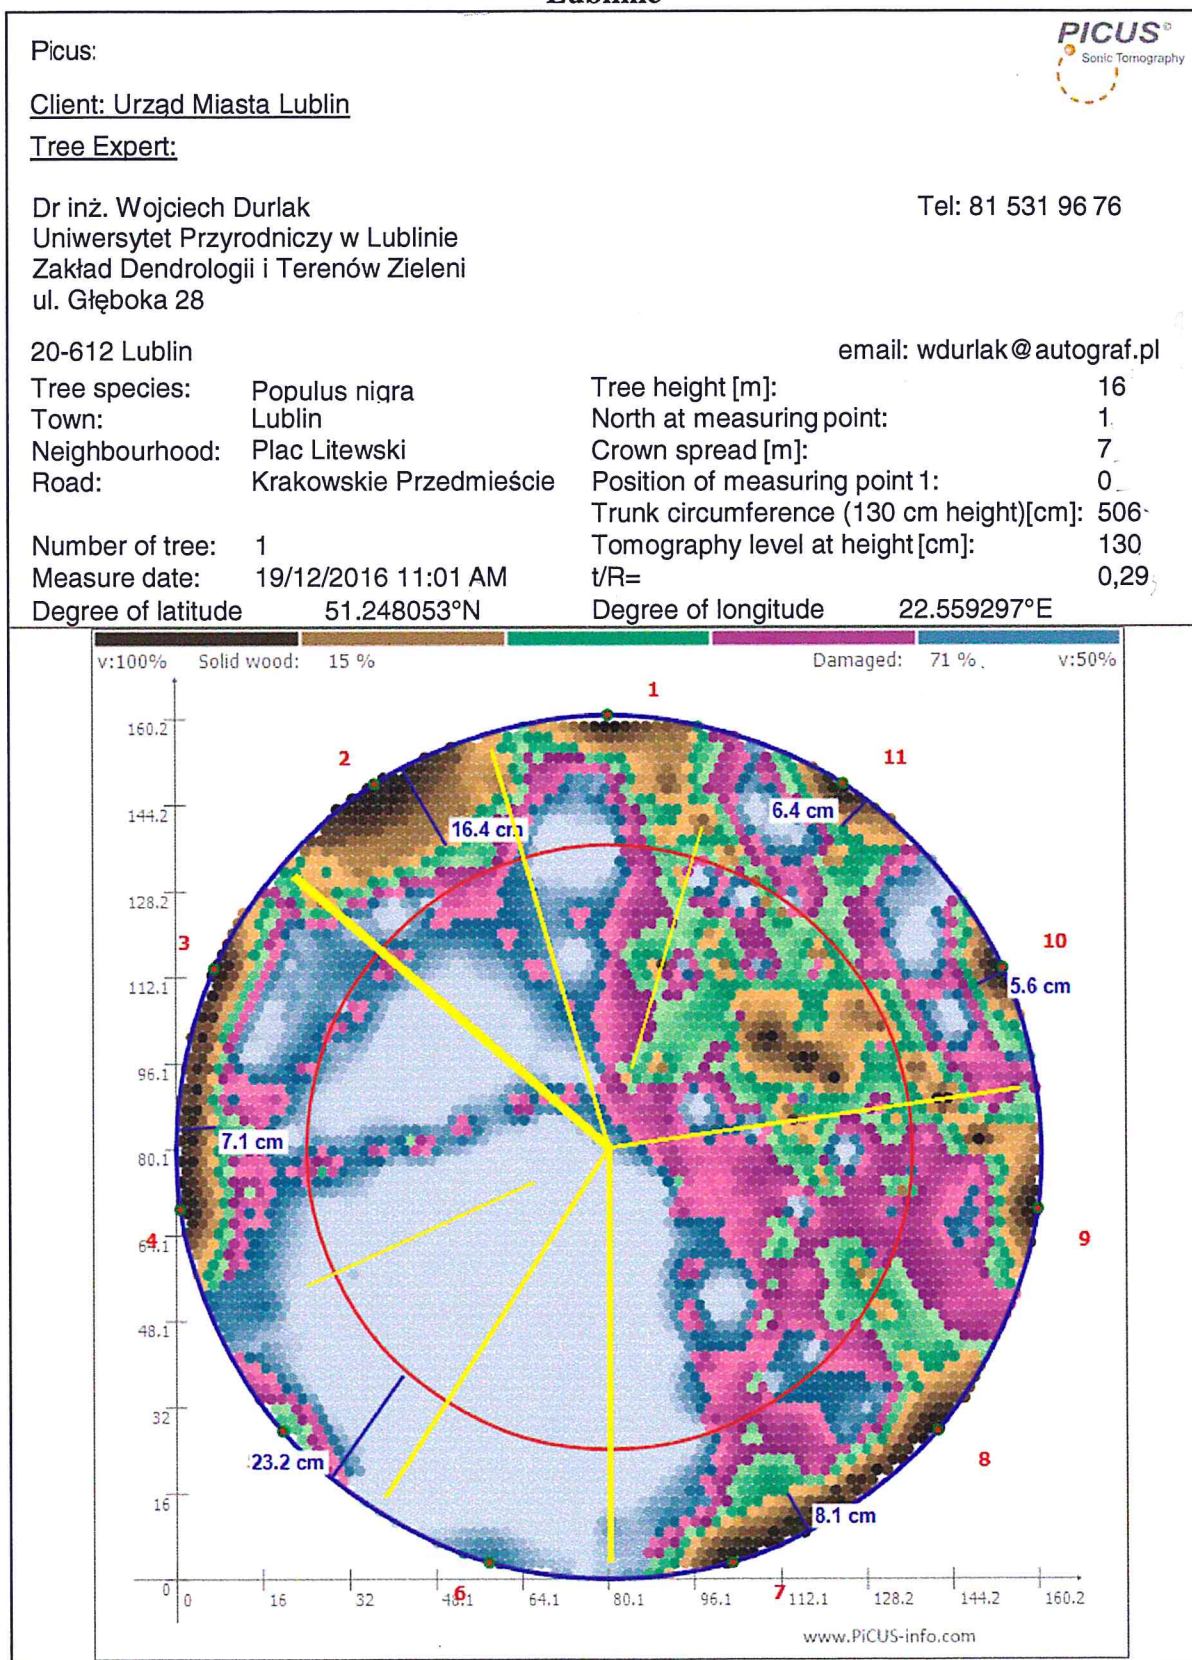 Lublinie
Picus:
PICUS®
Sonic Tomography
Client: Urząd Miasta Lublin
Tree Expert:
Dr inż. Wojciech Durlak
Tel: 81 531 96 76
Uniwersytet Przyrodniczy w Lublinie
Zakład Dendrologii i Terenów Zieleni
ul. Głęboka 28
20-612 Lublin
email: wdurlak@autograf.pl
Tree species: Populus nigra Tree height [m]: 16
Town: Lublin North at measuring point: 1
Neighbourhood: Plac Litewski Crown spread [m]: 7
Road: Krakowskie Przedmieście Position of measuring point 1: 0
Trunk circumference (130 cm height)[cm]: 506
Number of tree: 1 Tomography level at height [cm]: 130
Measure date: 19/12/2016 11:01 AM t/R= 0,29
Degree of latitude 51.248053°N Degree of longitude 22.559297°E
v:100% Solid wood: 15 % Damaged: 71 % v:50%
1
160.2
2
11
144.2
6.4 cm
16.4 cm
128.2
3
10
112.1
5.6 cm
96.1
7.1 cm
80.1
64.1
4
9
48.1
32
23.2 cm
8
16
8.1 cm
0
0 16 32 48.1 64.1 80.1 96.1 112.1 128.2 144.2 160.2
6
7
www.PiCUS-info.com